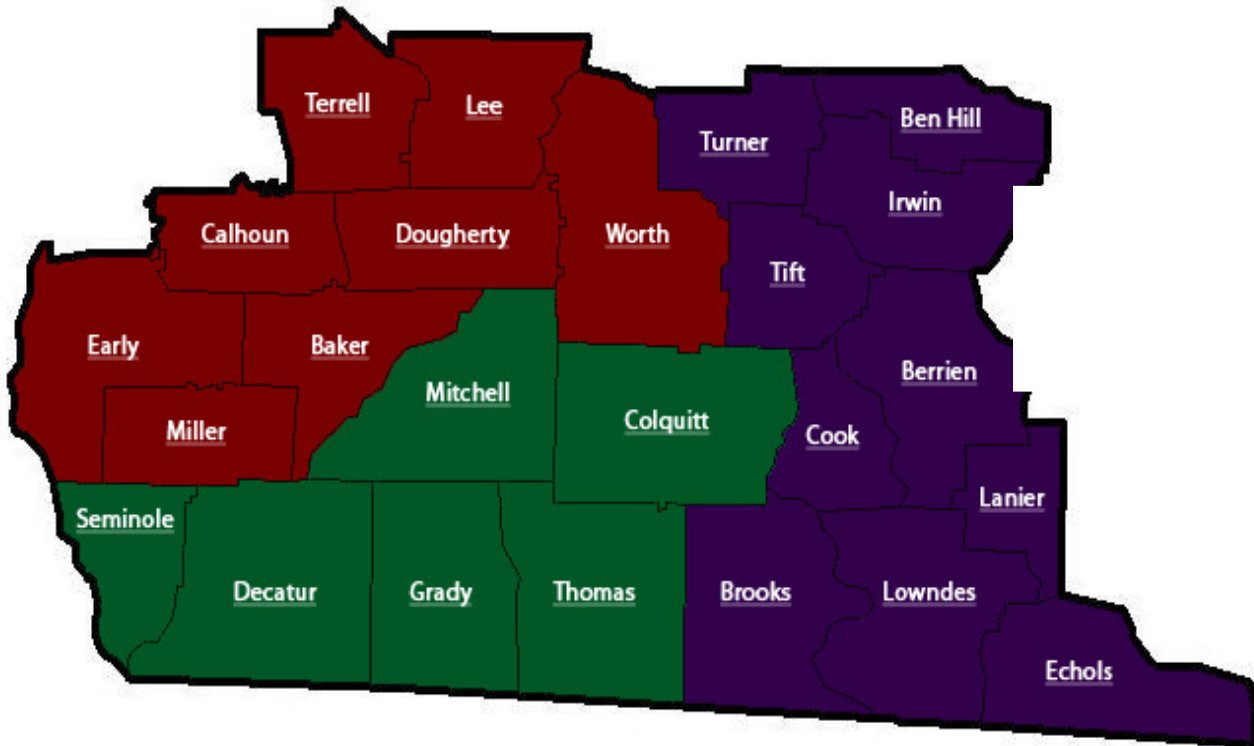 Terrell
Lee
Ben Hill
Turner
Irwin
Calhoun
Dougherty
Worth
Tift
Early
Baker
Berrien
Mitchell
Colquitt
Miller
Cook
Lanier
Seminole
Decatur
Grady
Thomas
Brooks
Lowndes
Echols